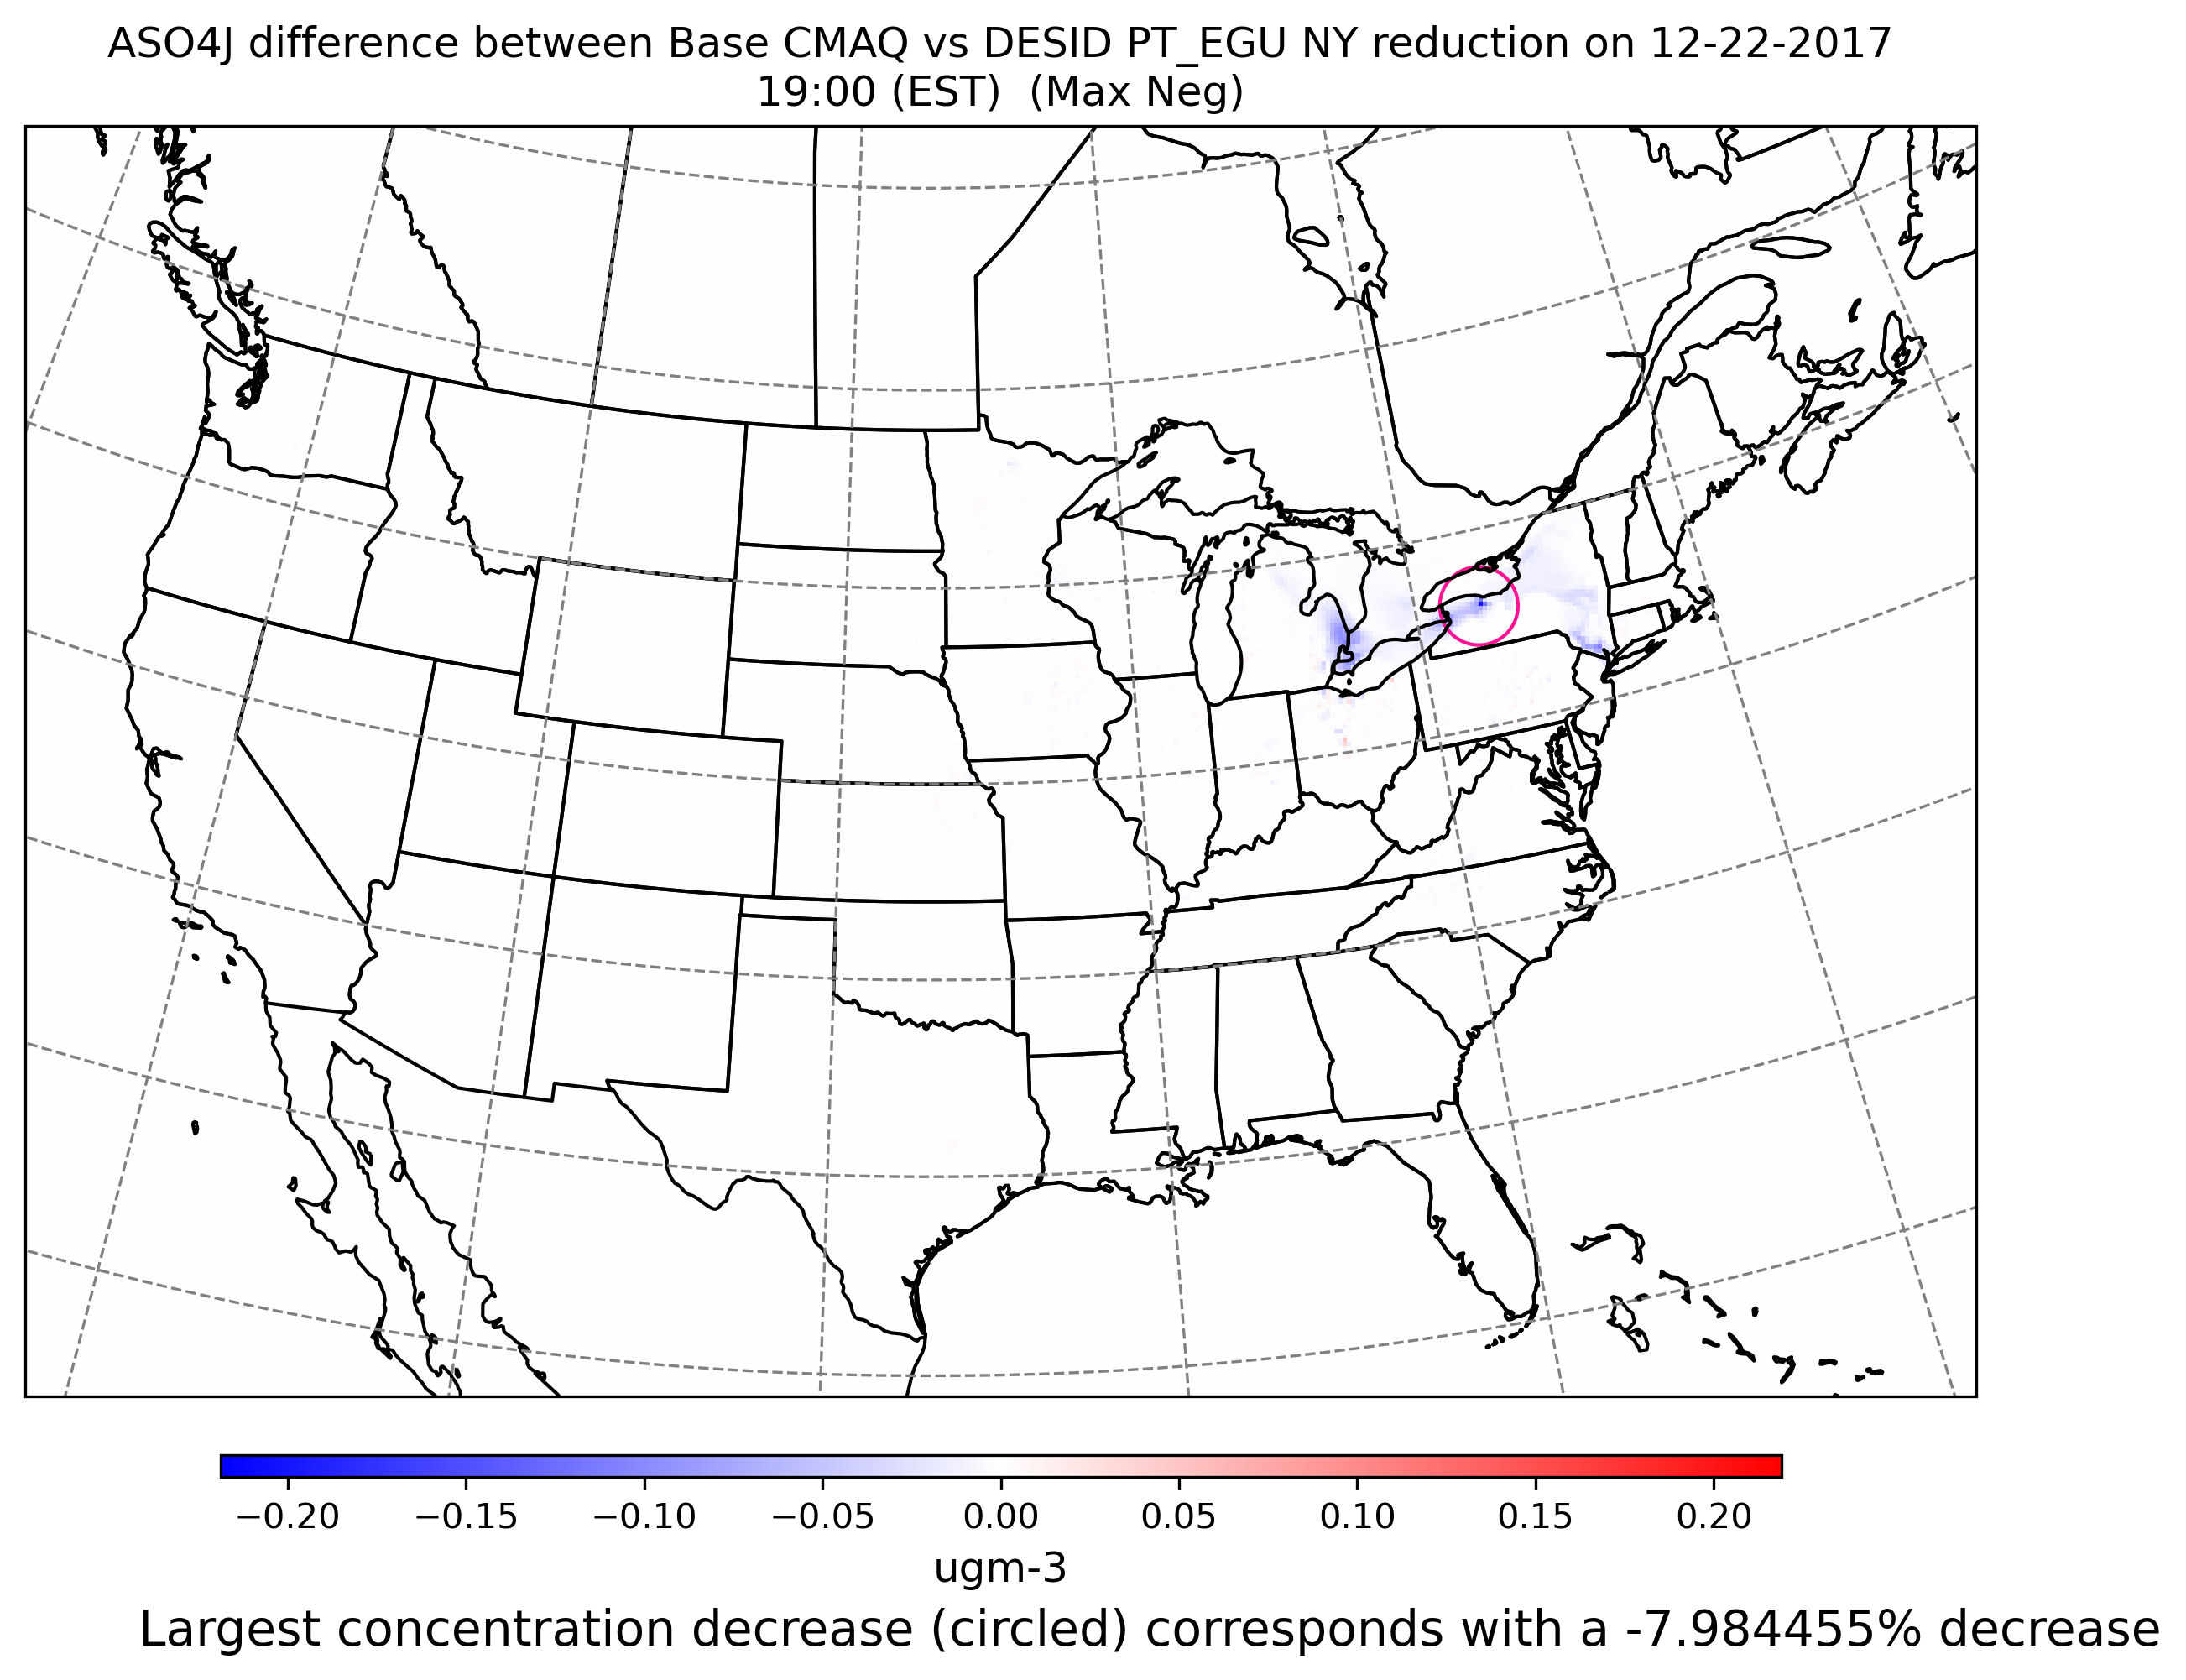 ASO4J difference between Base CMAQ vs DESID PT_EGU NY reduction on 12-22-2017
19:00 (EST)  (Max Neg)
−0.20 −0.15 −0.10 −0.05 0.00 0.05 0.10 0.15 0.20
ugm-3
Largest concentration decrease (circled) corresponds with a -7.984455% decrease